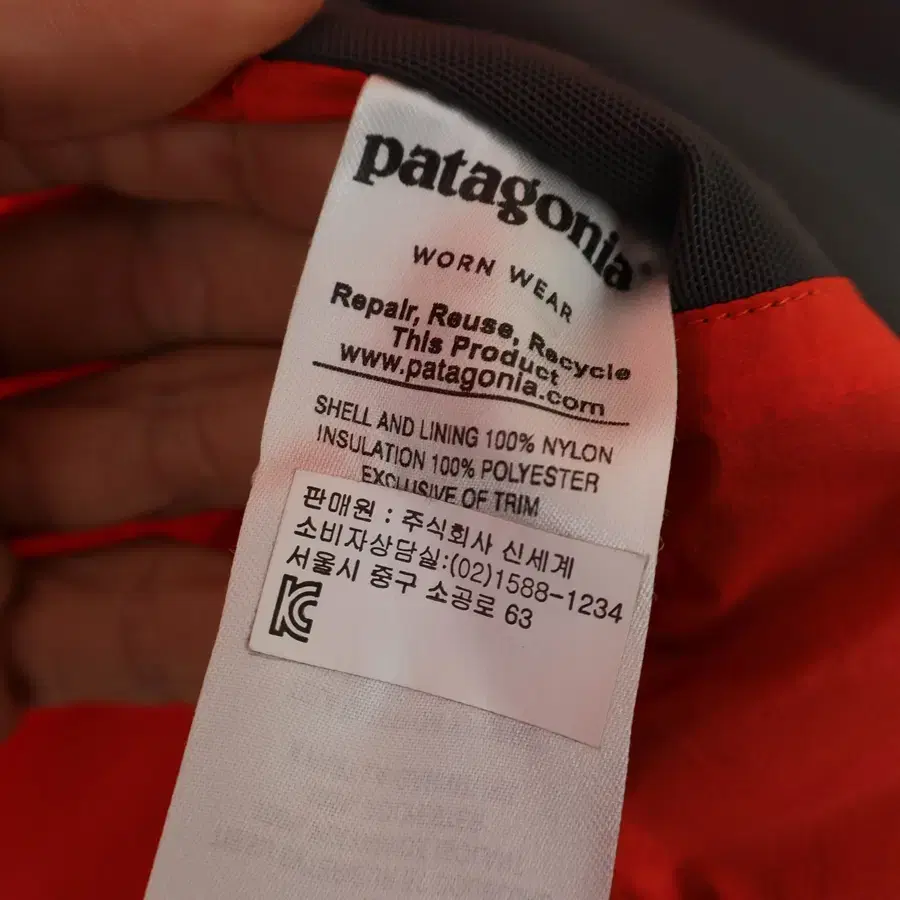 patagonia
WORN WEAR
Repair, Reuse, Recycle
This Product
www.patagonia.com
SHELL AND LINING 100% NYLON
INSULATION 100% POLYESTER
EXCLUSIVE OF TRIM
판매원 : 주식회사 신세계
소비자상담실:(02)1588-1234
서울시 중구 소공로 63